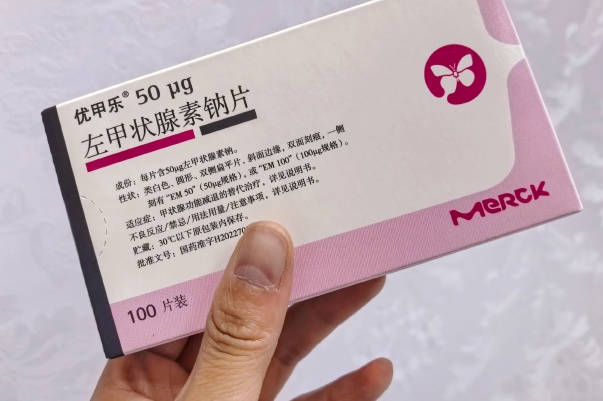 优甲乐® 50 µg
左甲状腺素钠片
成份：每片含50µg左甲状腺素钠。
性状：类白色、圆形、双侧扁平片，斜面边缘，双面刻痕，一侧
刻有“EM 50”（50µg规格），或“EM 100”（100µg规格）。
适应症：甲状腺功能减退的替代治疗，详见说明书。
不良反应/禁忌/用法用量/注意事项，详见说明书。
贮藏：30℃以下原包装内保存。
批准文号：国药准字H202270
100 片装
MERCK